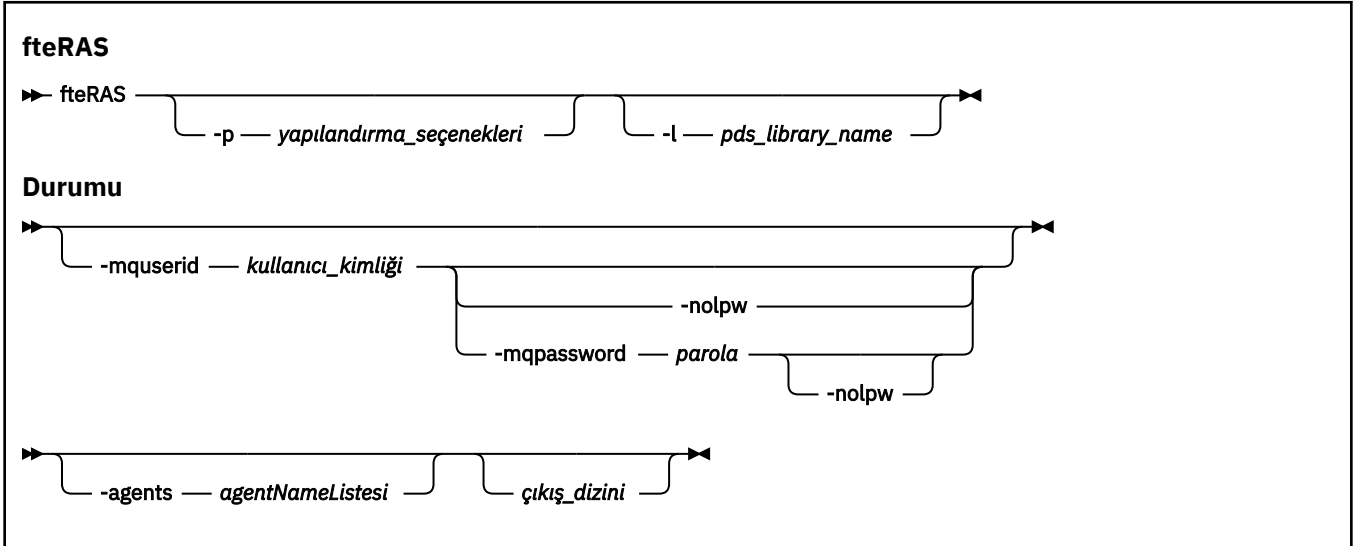 fteRAS
fteRAS
-p yapılandırma_seçenekleri -l pds_library_name
Durumu
-mquserid kullanıcı_kimliği
-nolpw
-mqpassword parola
-nolpw
-agents agentNameListesi çıkış_dizini